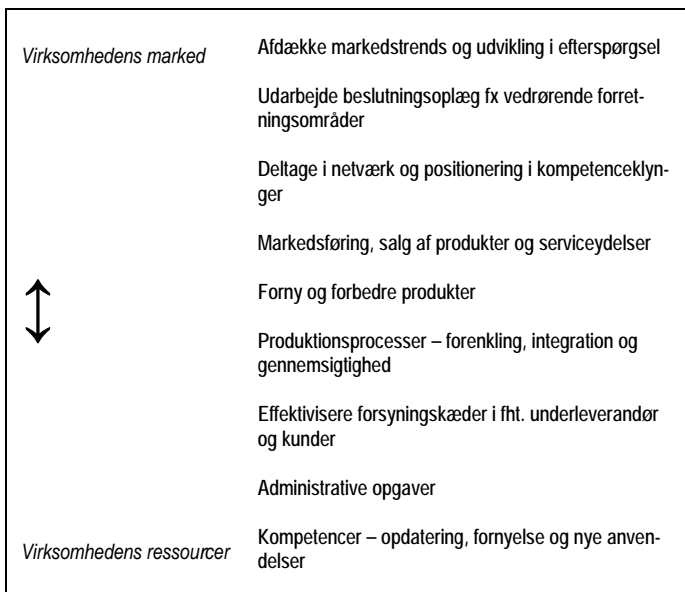 Virksomhedens marked
Afdække markedstrends og udvikling i efterspørgsel
Udarbejde beslutningsoplæg fx vedrørende forret-
ningsområder
Deltage i netværk og positionering i kompetenceklyn-
ger
Markedsføring, salg af produkter og serviceydelser
Forny og forbedre produkter
Produktionsprocesser – forenkling, integration og
gennemsigtighed
Effektivisere forsyningskæder i fht. underleverandør
og kunder
Administrative opgaver
Virksomhedens ressourcer
Kompetencer – opdatering, fornyelse og nye anven-
delser